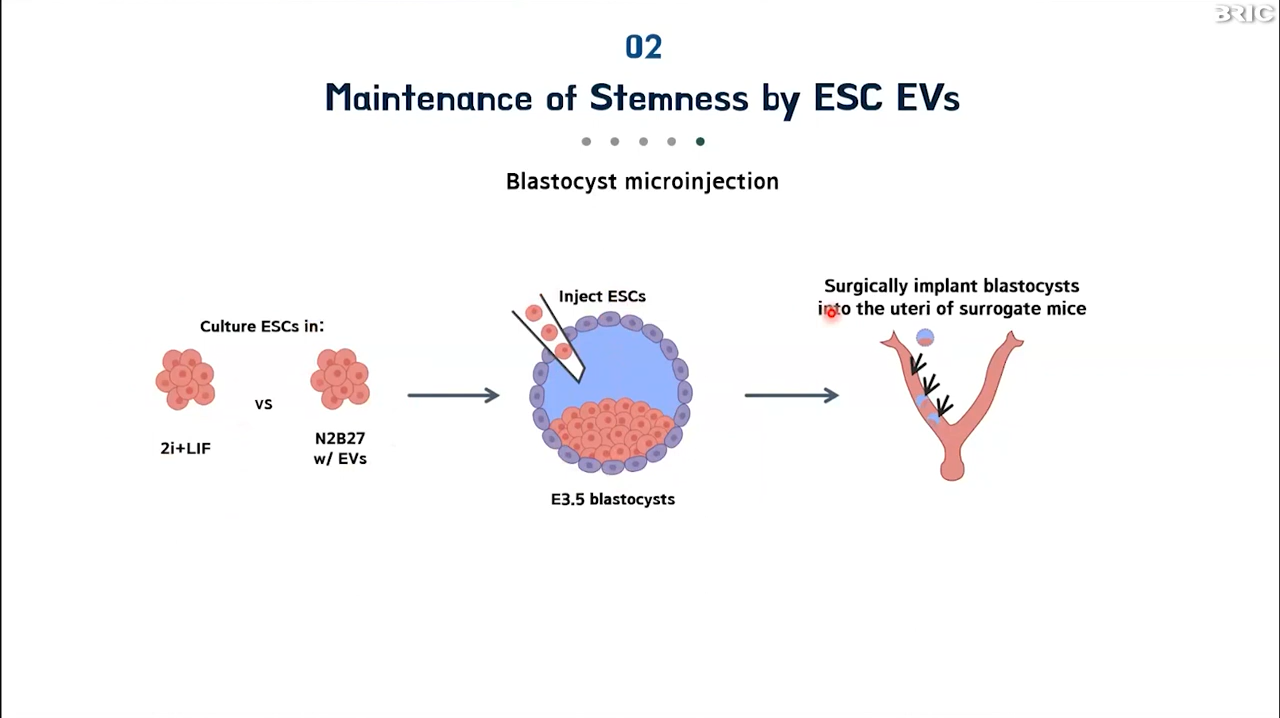 BRIC
02
Maintenance of Stemness by ESC EVs
Blastocyst microinjection
Culture ESCs in:
2i+LIF
vs
N2B27
w/ EVs
Inject ESCs
E3.5 blastocysts
Surgically implant blastocysts
into the uteri of surrogate mice